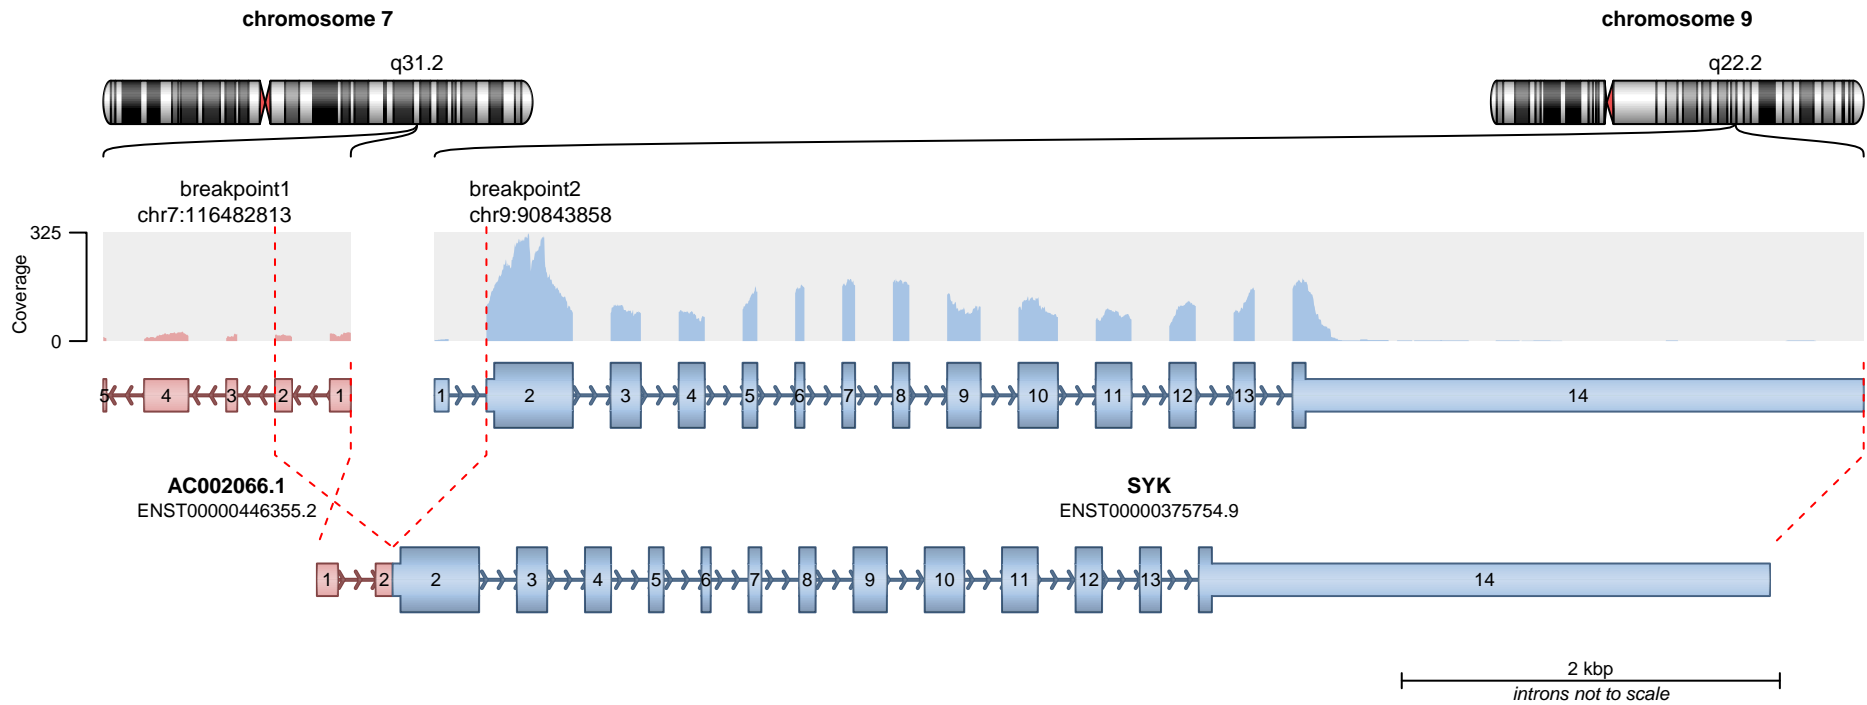 chromosome 7
chromosome 9
q31.2
q22.2
breakpoint1
chr7:116482813
breakpoint2
chr9:90843858
Coverage
325
0
5 4 3 2 1
1 2 3 4 5 6 7 8 9 10 11 12 13 14
AC002066.1
ENST00000446355.2
SYK
ENST00000375754.9
1 2 2 3 4 5 6 7 8 9 10 11 12 13 14
2 kbp
introns not to scale